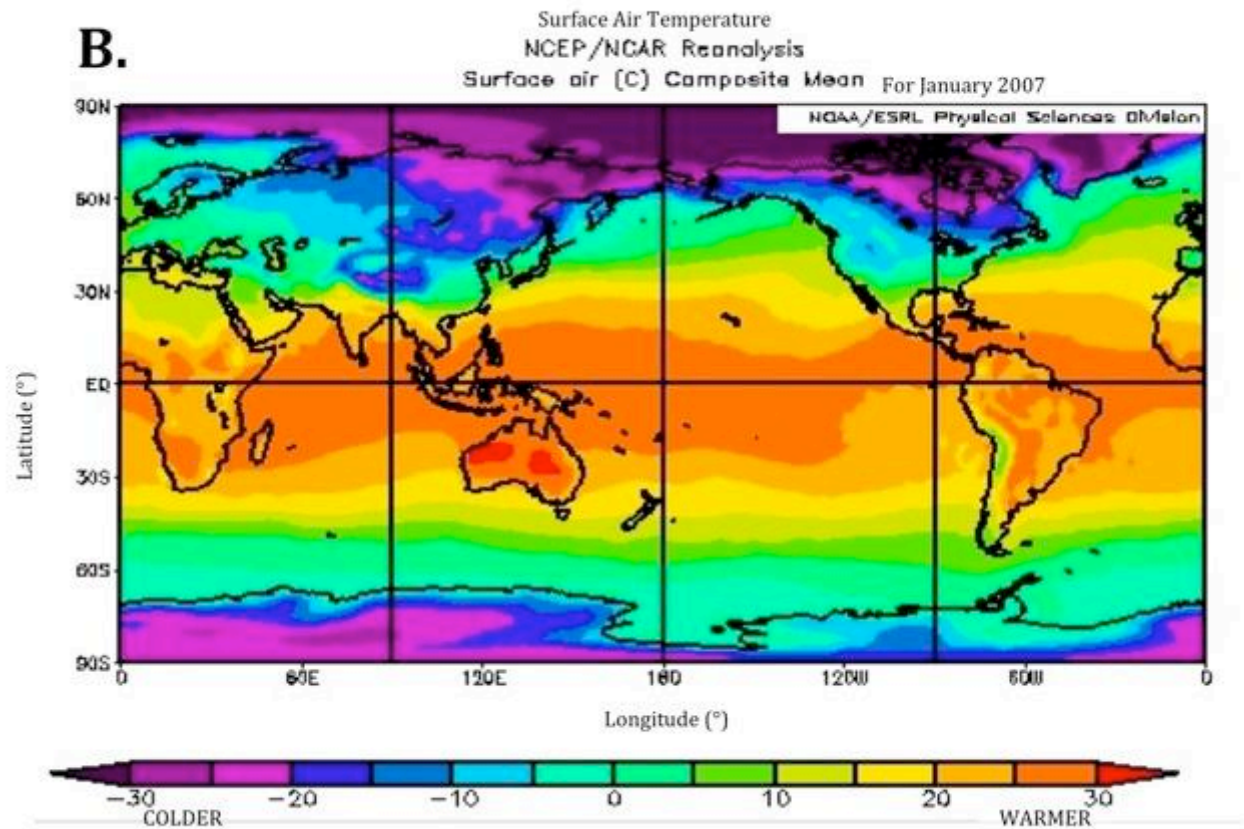 B.
Surface Air Temperature
NCEP/NCAR Reanalysis
Surface air (C) Composite Mean For January 2007
NOAA/ESRL Physical Sciences Division
90N
60N
30N
EQ
30S
60S
90S
Latitude (°)
0 60E 120E 180 120W 60W 0
Longitude (°)
-30 -20 -10 0 10 20 30
COLDER WARMER